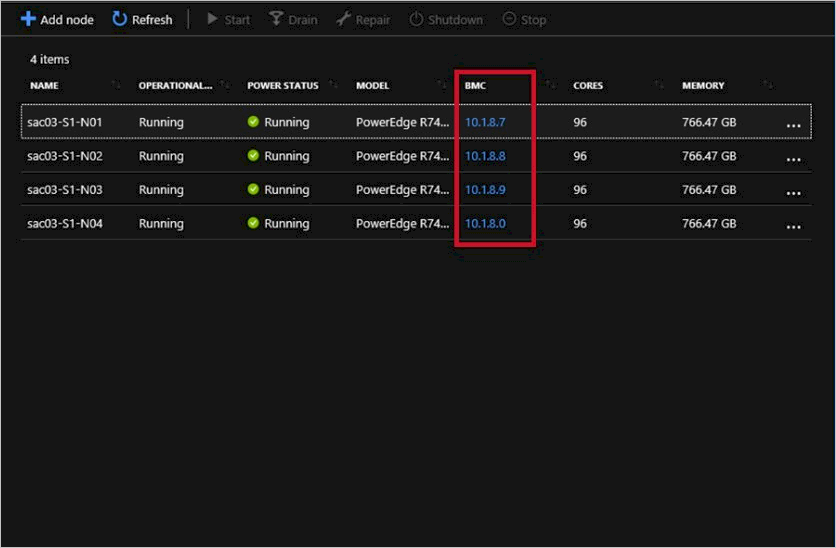 Add node Refresh Start Drain Repair Shutdown Stop
4 items
NAME OPERATIONAL... POWER STATUS MODEL BMC CORES MEMORY
sac03-S1-N01 Running Running PowerEdge R74... 10.1.8.7 96 766.47 GB ...
sac03-S1-N02 Running Running PowerEdge R74... 10.1.8.8 96 766.47 GB ...
sac03-S1-N03 Running Running PowerEdge R74... 10.1.8.9 96 766.47 GB ...
sac03-S1-N04 Running Running PowerEdge R74... 10.1.8.0 96 766.47 GB ...